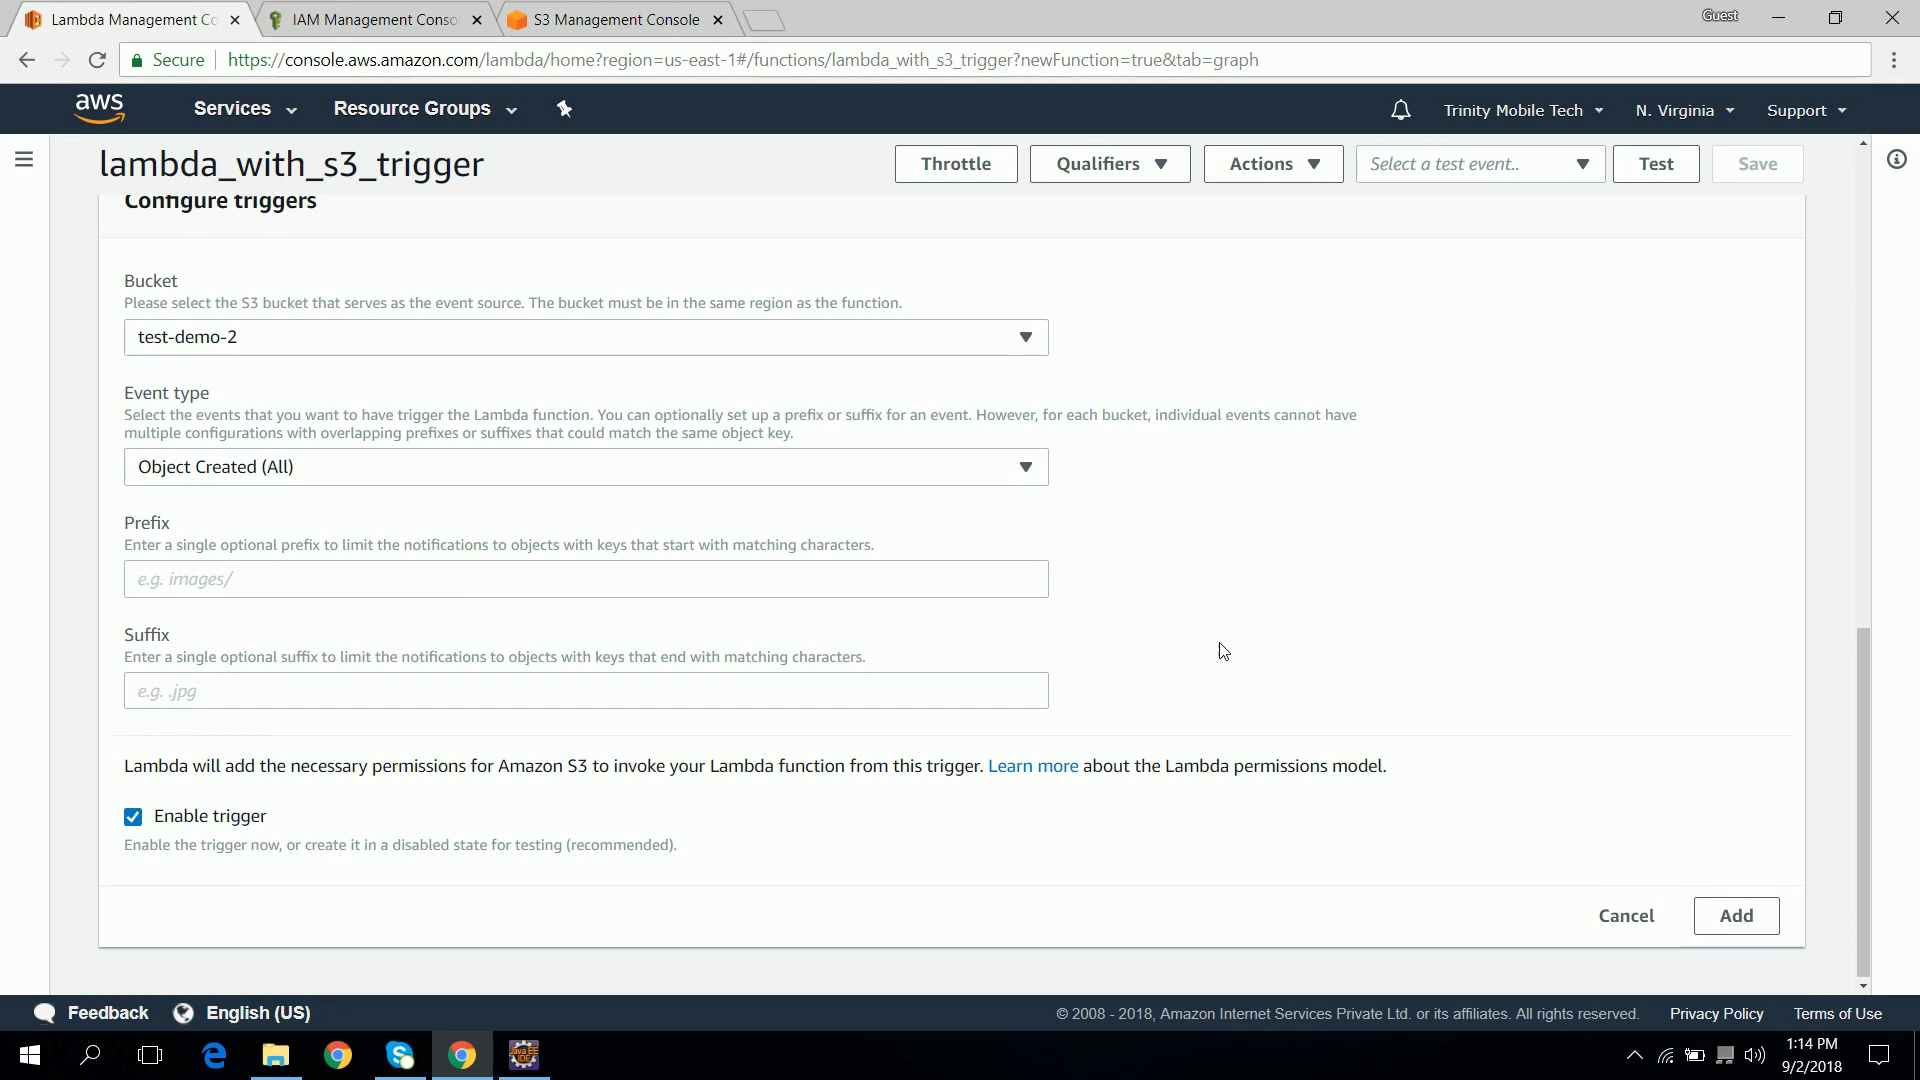 Lambda Management Co
IAM Management Conso
S3 Management Console
Guest
Secure
https://console.aws.amazon.com/lambda/home?region=us-east-1#/functions/lambda_with_s3_trigger?newFunction=true&tab=graph
aws
Services
Resource Groups
Trinity Mobile Tech
N. Virginia
Support
lambda_with_s3_trigger
Throttle
Qualifiers
Actions
Select a test event..
Test
Save
Configure triggers
Bucket
Please select the S3 bucket that serves as the event source. The bucket must be in the same region as the function.
test-demo-2
Event type
Select the events that you want to have trigger the Lambda function. You can optionally set up a prefix or suffix for an event. However, for each bucket, individual events cannot have
multiple configurations with overlapping prefixes or suffixes that could match the same object key.
Object Created (All)
Prefix
Enter a single optional prefix to limit the notifications to objects with keys that start with matching characters.
e.g. images/
Suffix
Enter a single optional suffix to limit the notifications to objects with keys that end with matching characters.
e.g. .jpg
Lambda will add the necessary permissions for Amazon S3 to invoke your Lambda function from this trigger. Learn more about the Lambda permissions model.
Enable trigger
Enable the trigger now, or create it in a disabled state for testing (recommended).
Cancel
Add
Feedback
English (US)
© 2008 - 2018, Amazon Internet Services Private Ltd. or its affiliates. All rights reserved.
Privacy Policy
Terms of Use
Java EE
IDE
1:14 PM
9/2/2018